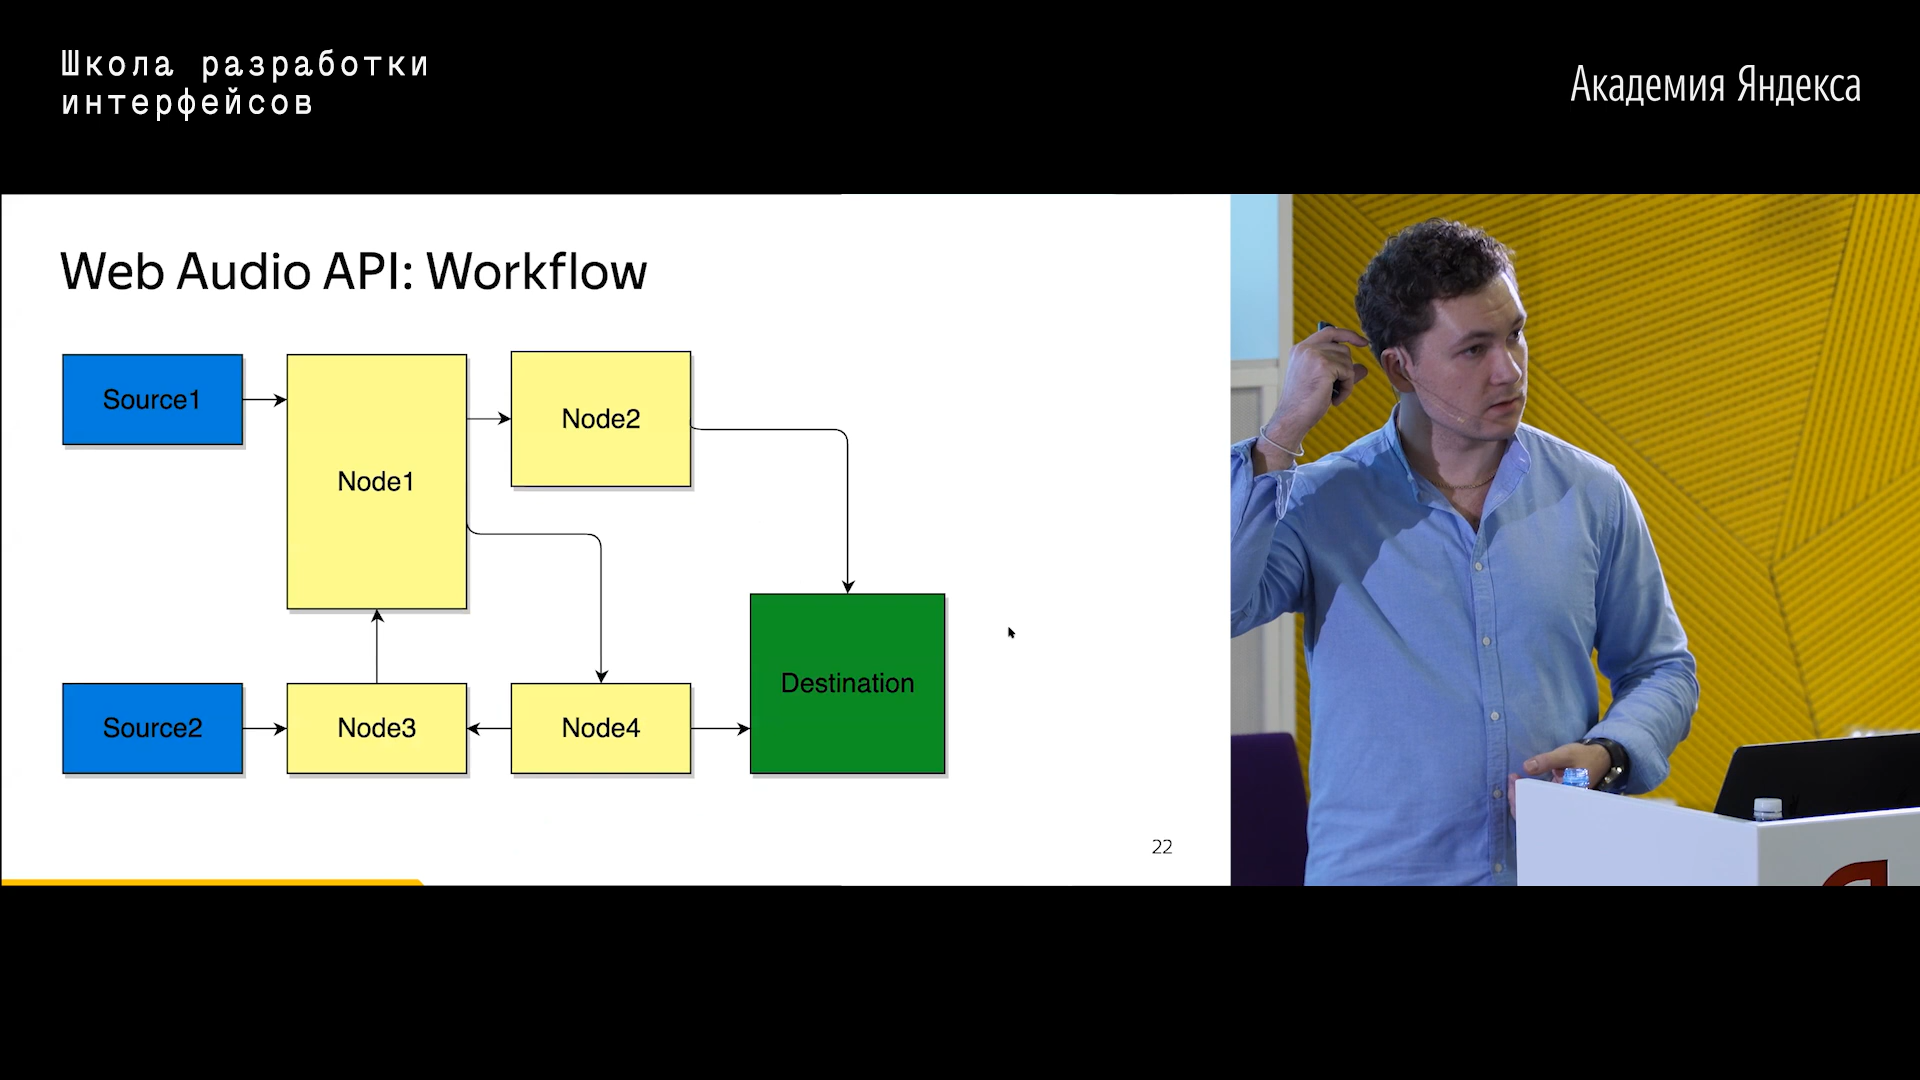 Школа разработки
интерфейсов
Академия Яндекса
Web Audio API: Workflow
Source1
Node1
Node2
Source2
Node3
Node4
Destination
22